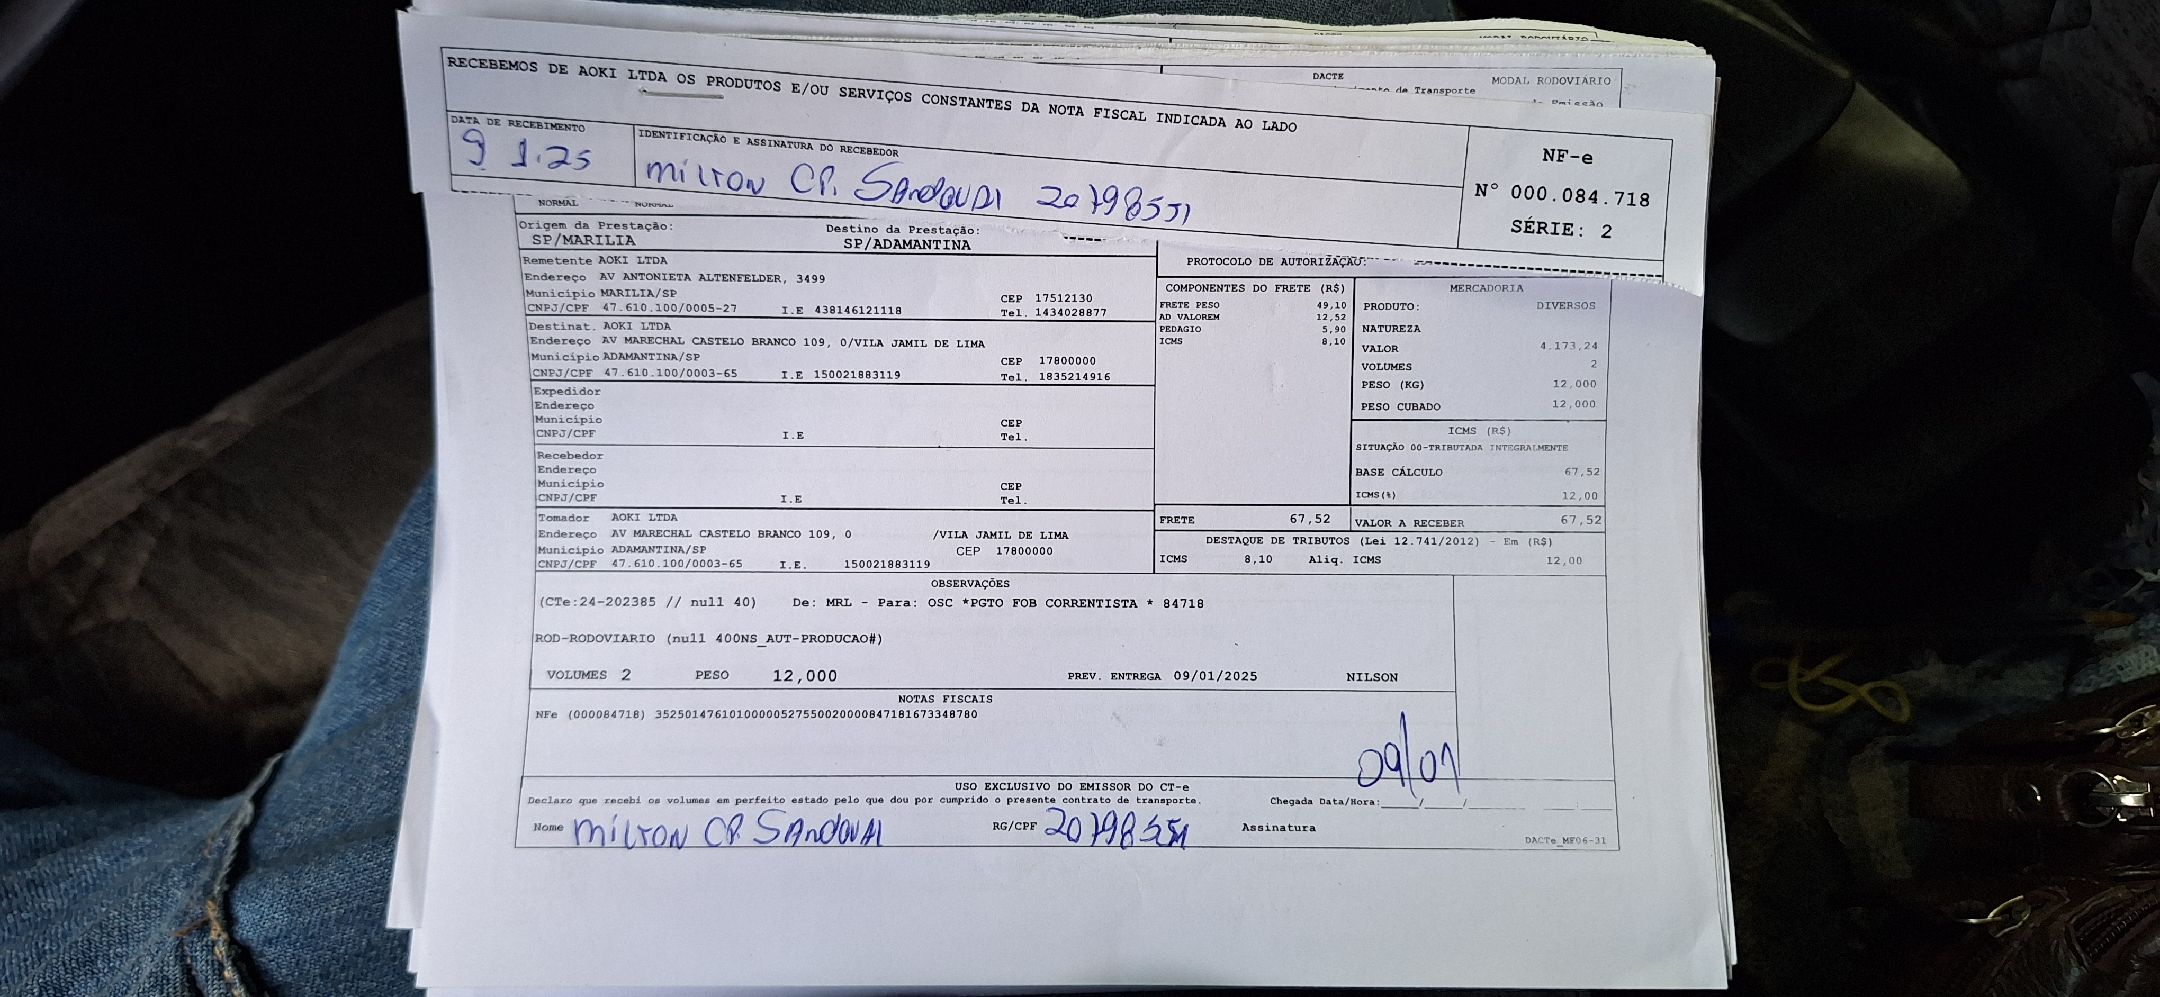 DACTE
MODAL RODOVIÁRIO
de Transporte
RECEBEMOS DE AOKI LTDA OS PRODUTOS E/OU SERVIÇOS CONSTANTES DA NOTA FISCAL INDICADA AO LADO
DATA DE RECEBIMENTO
9 1.25
IDENTIFICAÇÃO E ASSINATURA DO RECEBEDOR
MILTON CP. SANDOVAL
NF-e
N° 000.084.718
SÉRIE: 2
NORMAL NORMAL
Origem da Prestação:
SP/MARILIA
Destino da Prestação:
SP/ADAMANTINA
Remetente AOKI LTDA
Endereço AV ANTONIETA ALTENFELDER, 3499
Município MARILIA/SP CEP 17512130
CNPJ/CPF 47.610.100/0005-27 I.E 438146121118 Tel. 1434028877
Destinat. AOKI LTDA
Endereço AV MARECHAL CASTELO BRANCO 109, 0/VILA JAMIL DE LIMA
Município ADAMANTINA/SP CEP 17800000
CNPJ/CPF 47.610.100/0003-65 I.E 150021883119 Tel. 1835214916
Expedidor
Endereço
Município CEP
CNPJ/CPF I.E Tel.
Recebedor
Endereço
Município CEP
CNPJ/CPF I.E Tel.
Tomador AOKI LTDA
Endereço AV MARECHAL CASTELO BRANCO 109, 0 /VILA JAMIL DE LIMA
Município ADAMANTINA/SP CEP 17800000
CNPJ/CPF 47.610.100/0003-65 I.E. 150021883119
PROTOCOLO DE AUTORIZAÇÃO:
COMPONENTES DO FRETE (R$)
FRETE PESO 49,10
AD VALOREM 12,52
PEDAGIO 5,90
ICMS 8,10
MERCADORIA
PRODUTO: DIVERSOS
NATUREZA
VALOR 4.173,24
VOLUMES 2
PESO (KG) 12,000
PESO CUBADO 12,000
ICMS (R$)
SITUAÇÃO 00-TRIBUTADA INTEGRALMENTE
BASE CÁLCULO 67,52
ICMS(%) 12,00
FRETE 67,52 VALOR A RECEBER 67,52
DESTAQUE DE TRIBUTOS (Lei 12.741/2012) - Em (R$)
ICMS 8,10 Aliq. ICMS 12,00
OBSERVAÇÕES
(CTe:24-202385 // null 40) De: MRL - Para: OSC *PGTO FOB CORRENTISTA * 84718
ROD-RODOVIARIO (null 400NS_AUT-PRODUCAO#)
VOLUMES 2 PESO 12,000 PREV. ENTREGA 09/01/2025 NILSON
NOTAS FISCAIS
NFe (000084718) 35250147610100000527550020000847181673348780
09/01
USO EXCLUSIVO DO EMISSOR DO CT-e
Declaro que recebi os volumes em perfeito estado pelo que dou por cumprido o presente contrato de transporte. Chegada Data/Hora:____/____/
Nome MILTON CP. SANDOVAL RG/CPF Assinatura
DACTe_MF06-31